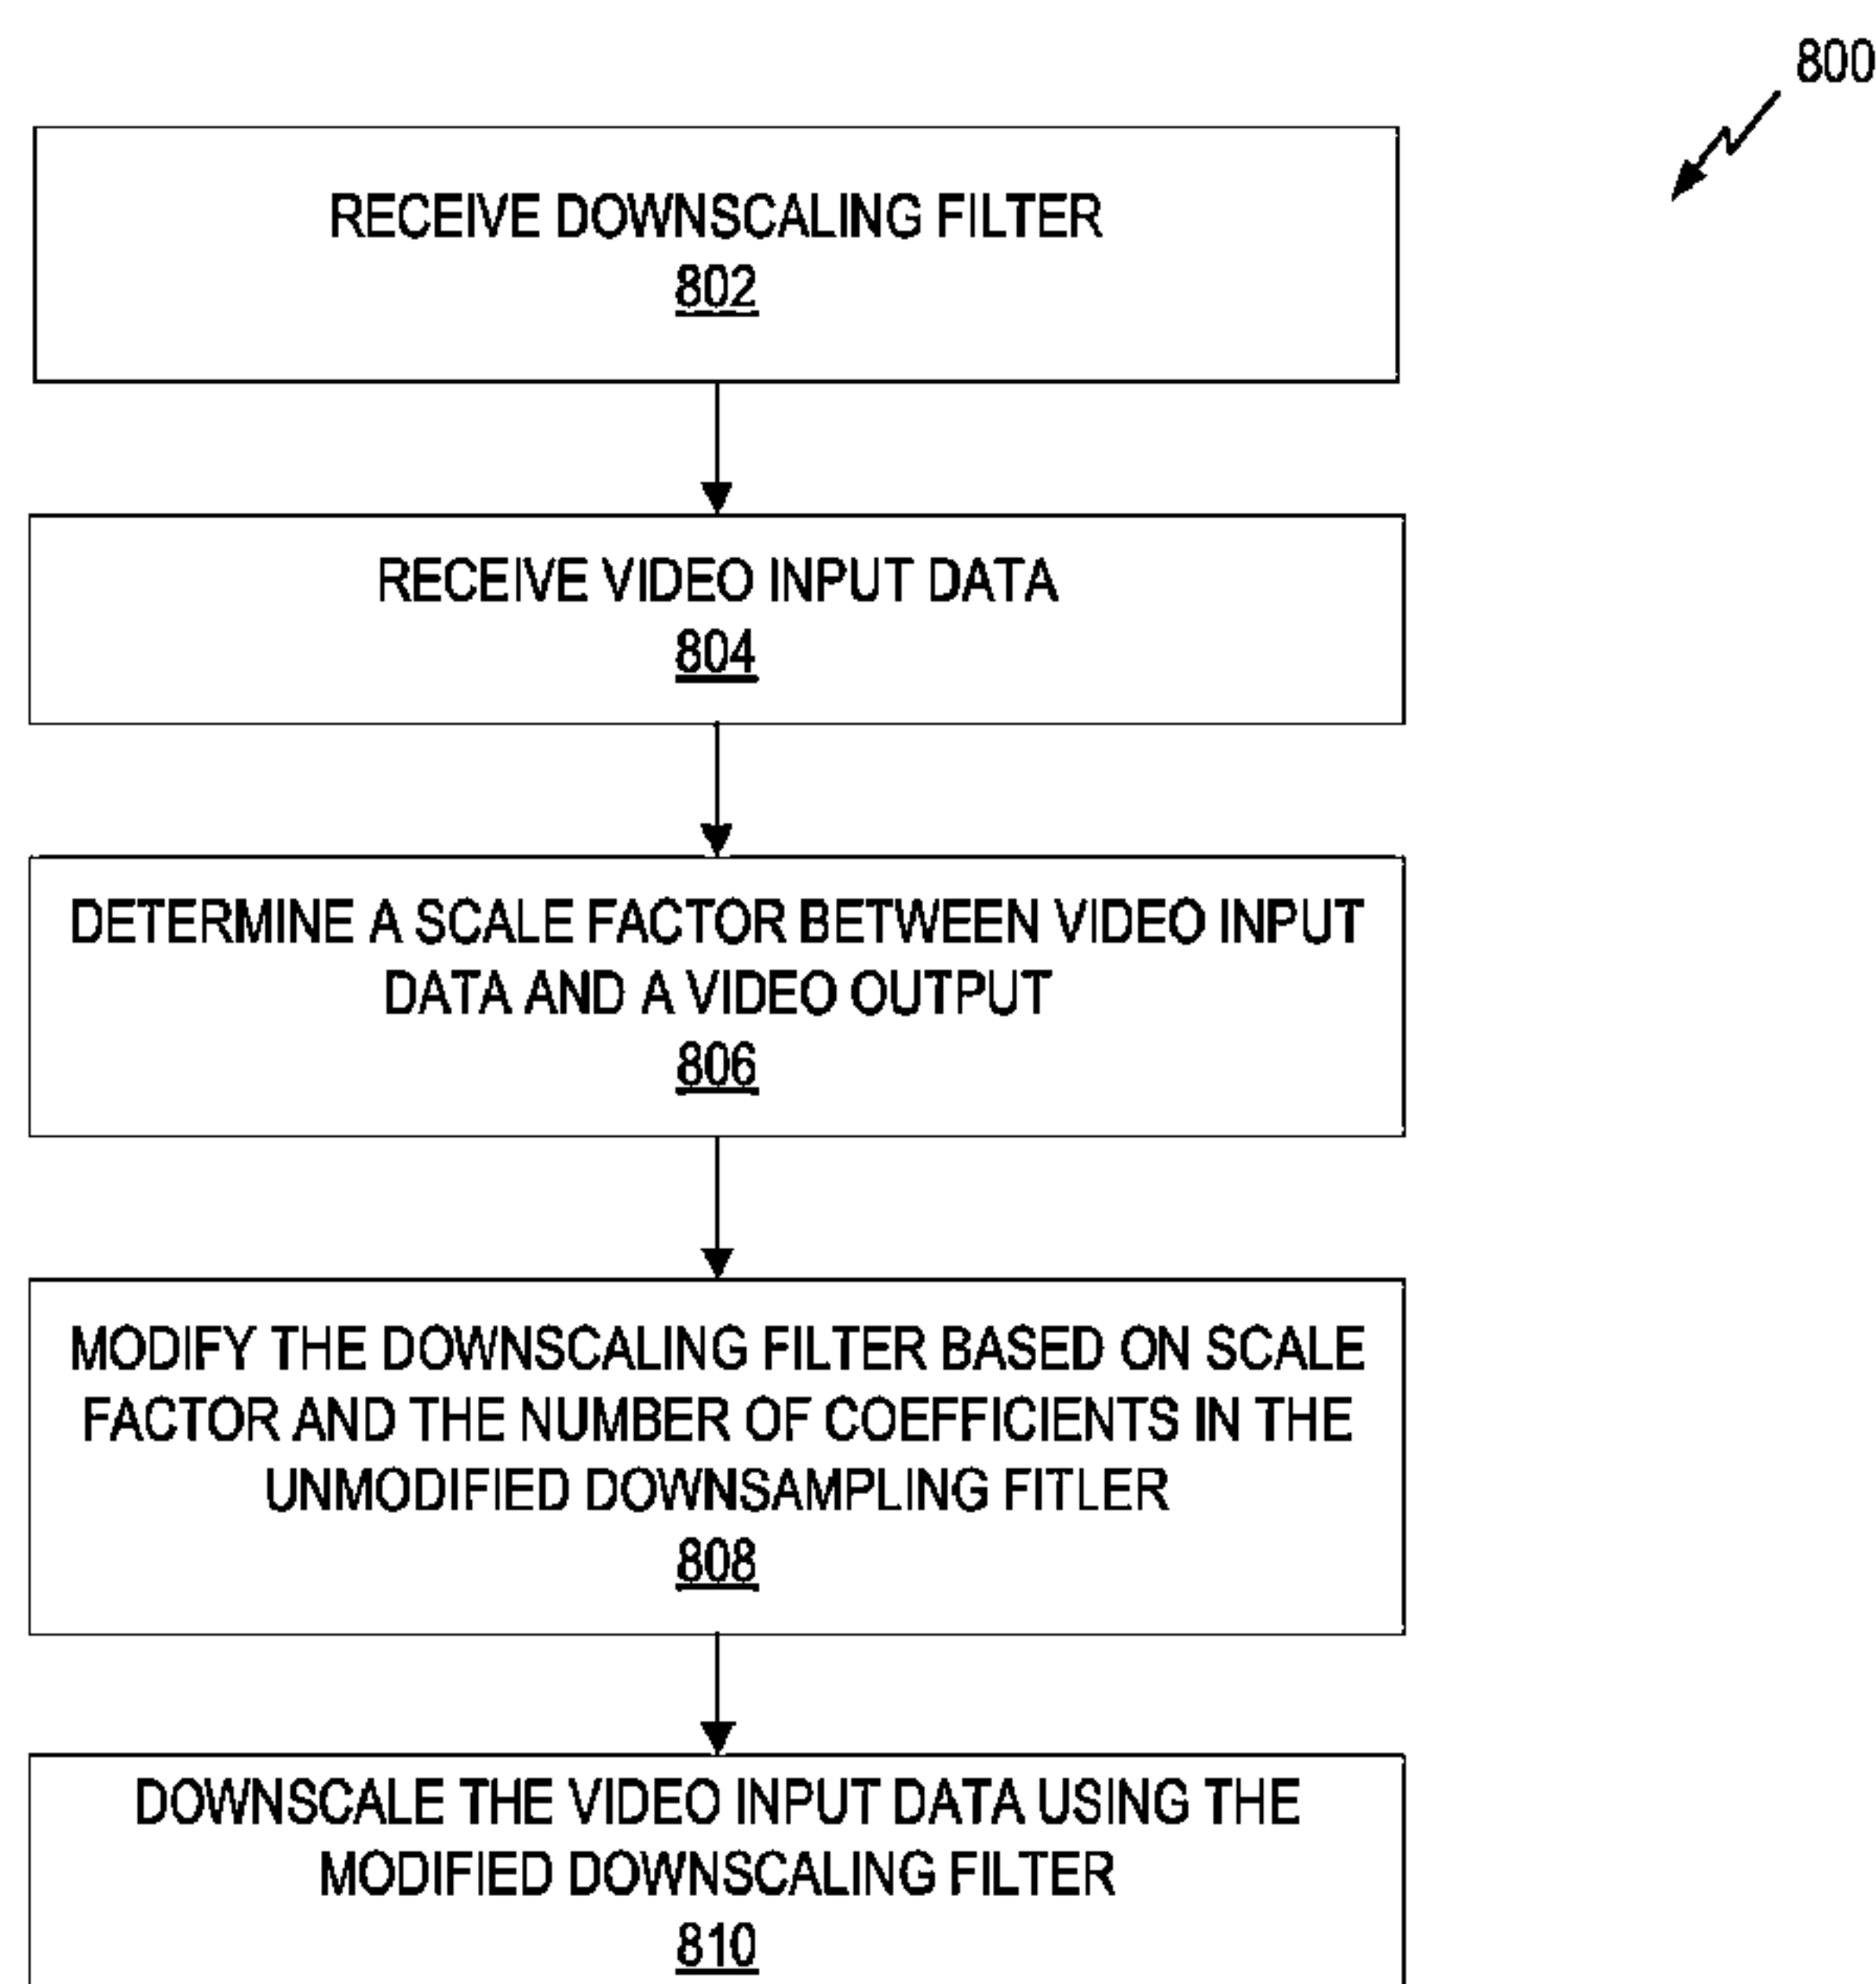 800
RECEIVE DOWNSCALING FILTER
802
RECEIVE VIDEO INPUT DATA
804
DETERMINE A SCALE FACTOR BETWEEN VIDEO INPUT
DATA AND A VIDEO OUTPUT
806
MODIFY THE DOWNSCALING FILTER BASED ON SCALE
FACTOR AND THE NUMBER OF COEFFICIENTS IN THE
UNMODIFIED DOWNSAMPLING FITLER
808
DOWNSCALE THE VIDEO INPUT DATA USING THE
MODIFIED DOWNSCALING FILTER
810